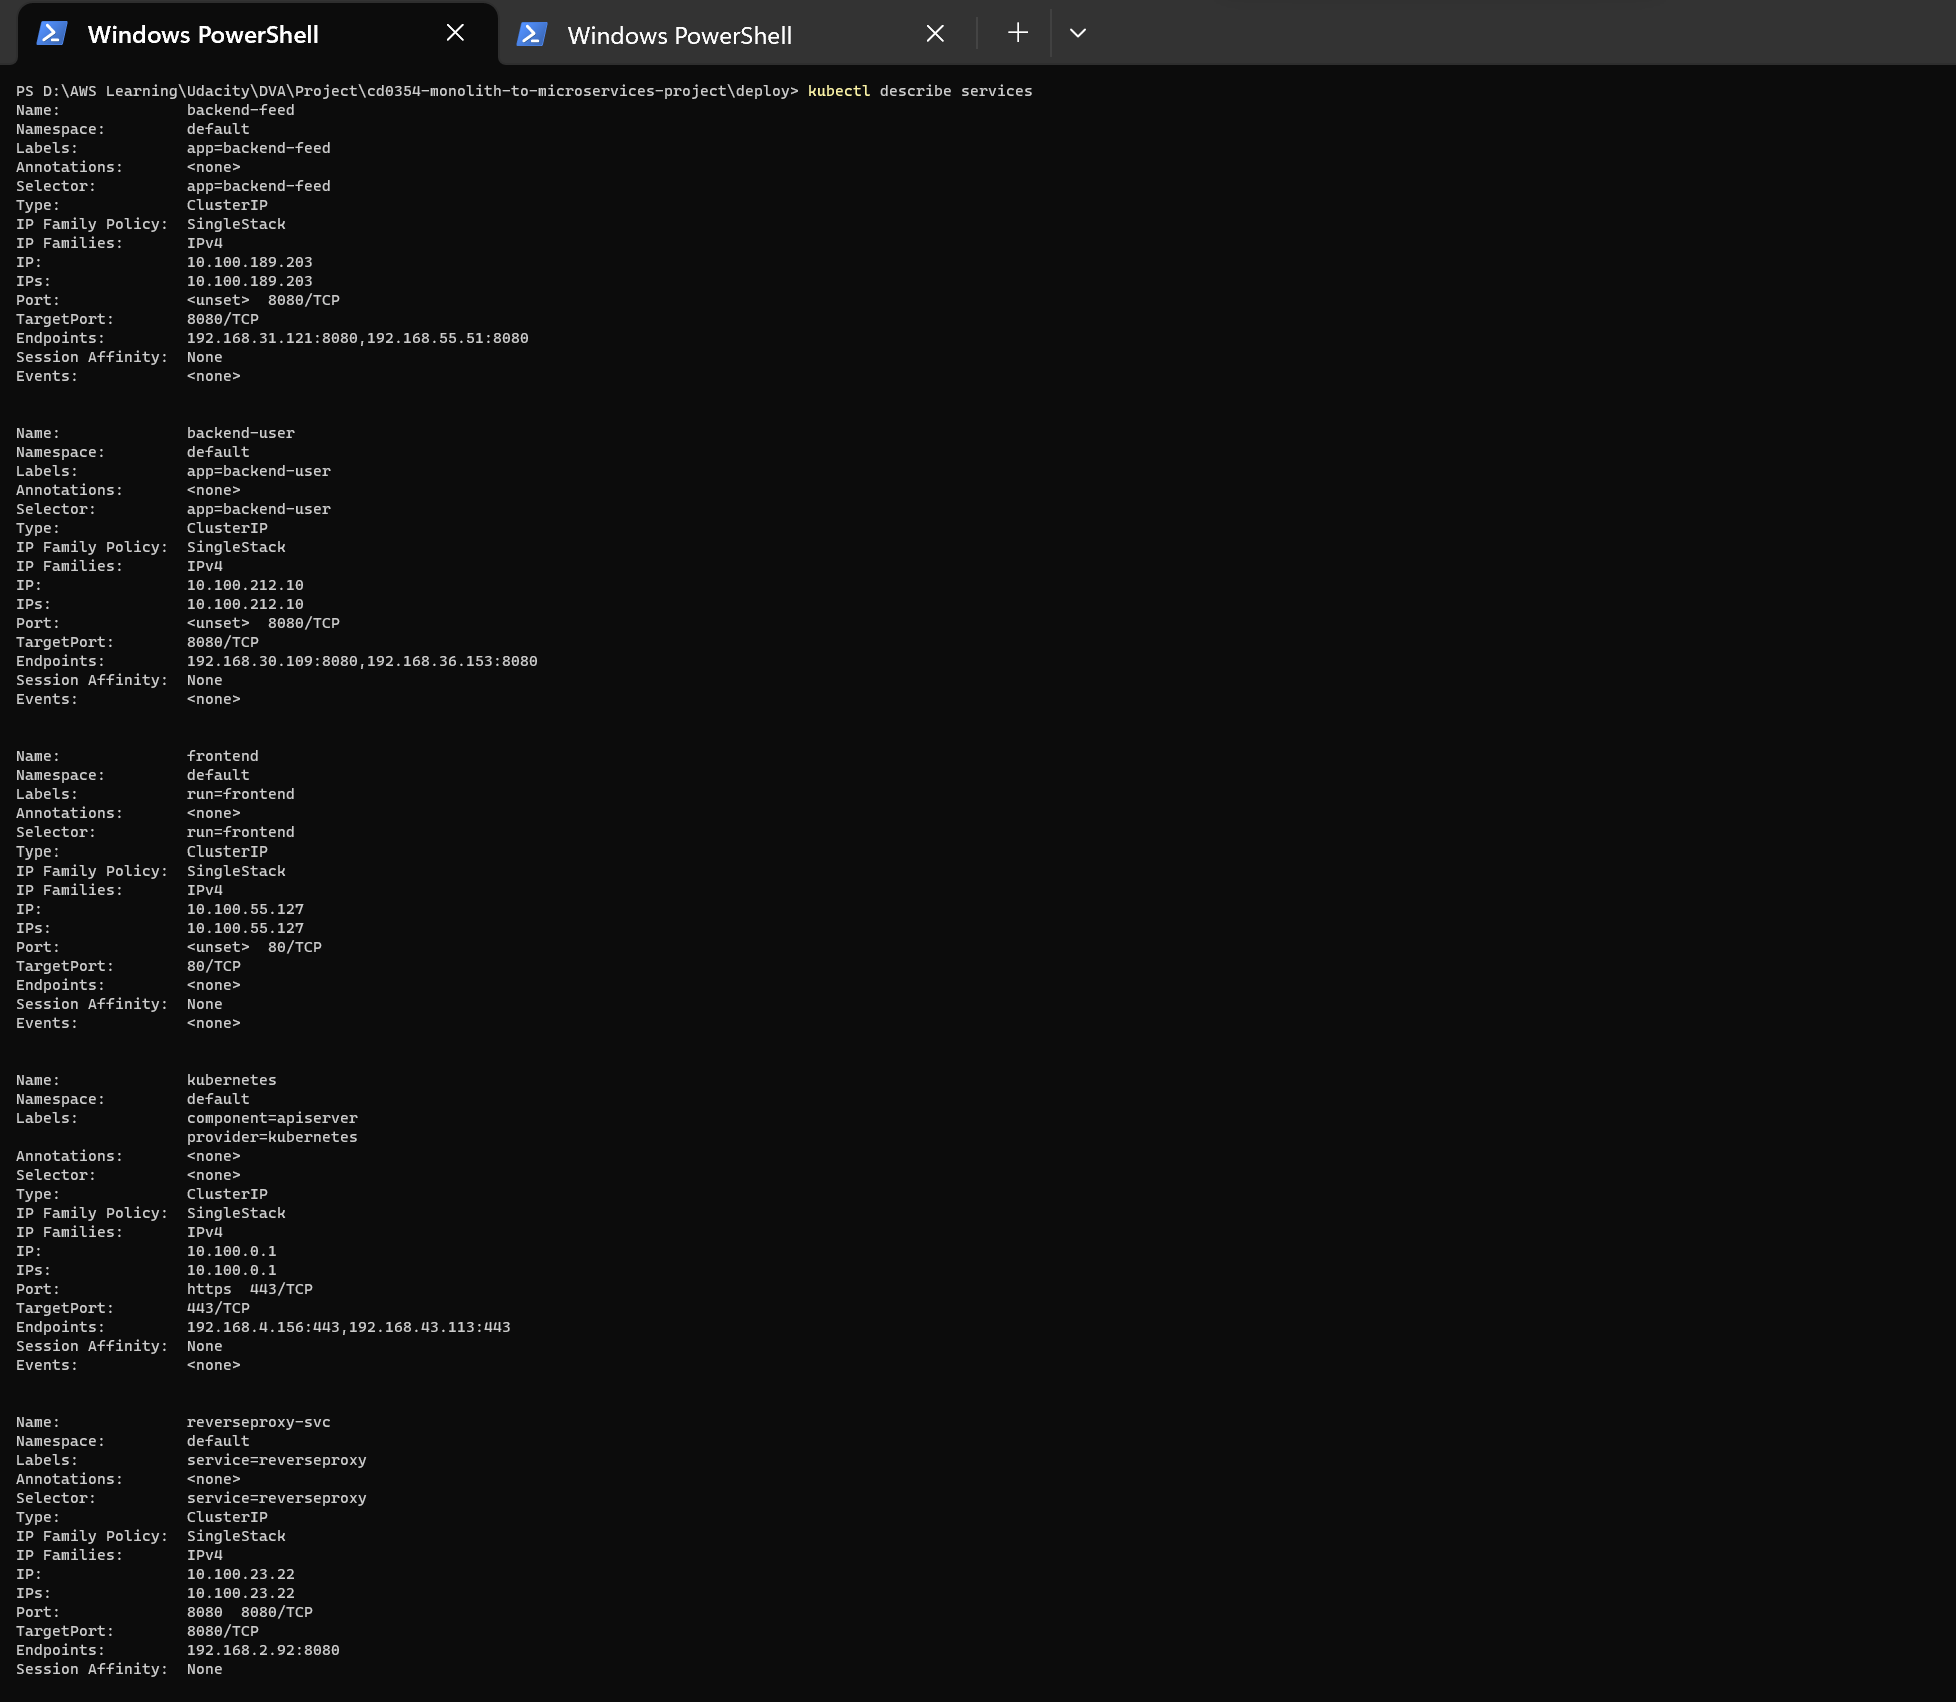 Windows PowerShell
Windows PowerShell
PS D:\AWS Learning\Udacity\DVA\Project\cd0354-monolith-to-microservices-project\deploy> kubectl describe services
Name:              backend-feed
Namespace:         default
Labels:            app=backend-feed
Annotations:       <none>
Selector:          app=backend-feed
Type:              ClusterIP
IP Family Policy:  SingleStack
IP Families:       IPv4
IP:                10.100.189.203
IPs:               10.100.189.203
Port:              <unset>  8080/TCP
TargetPort:        8080/TCP
Endpoints:         192.168.31.121:8080,192.168.55.51:8080
Session Affinity:  None
Events:            <none>
Name:              backend-user
Namespace:         default
Labels:            app=backend-user
Annotations:       <none>
Selector:          app=backend-user
Type:              ClusterIP
IP Family Policy:  SingleStack
IP Families:       IPv4
IP:                10.100.212.10
IPs:               10.100.212.10
Port:              <unset>  8080/TCP
TargetPort:        8080/TCP
Endpoints:         192.168.30.109:8080,192.168.36.153:8080
Session Affinity:  None
Events:            <none>
Name:              frontend
Namespace:         default
Labels:            run=frontend
Annotations:       <none>
Selector:          run=frontend
Type:              ClusterIP
IP Family Policy:  SingleStack
IP Families:       IPv4
IP:                10.100.55.127
IPs:               10.100.55.127
Port:              <unset>  80/TCP
TargetPort:        80/TCP
Endpoints:         <none>
Session Affinity:  None
Events:            <none>
Name:              kubernetes
Namespace:         default
Labels:            component=apiserver
                   provider=kubernetes
Annotations:       <none>
Selector:          <none>
Type:              ClusterIP
IP Family Policy:  SingleStack
IP Families:       IPv4
IP:                10.100.0.1
IPs:               10.100.0.1
Port:              https  443/TCP
TargetPort:        443/TCP
Endpoints:         192.168.4.156:443,192.168.43.113:443
Session Affinity:  None
Events:            <none>
Name:              reverseproxy-svc
Namespace:         default
Labels:            service=reverseproxy
Annotations:       <none>
Selector:          service=reverseproxy
Type:              ClusterIP
IP Family Policy:  SingleStack
IP Families:       IPv4
IP:                10.100.23.22
IPs:               10.100.23.22
Port:              8080  8080/TCP
TargetPort:        8080/TCP
Endpoints:         192.168.2.92:8080
Session Affinity:  None